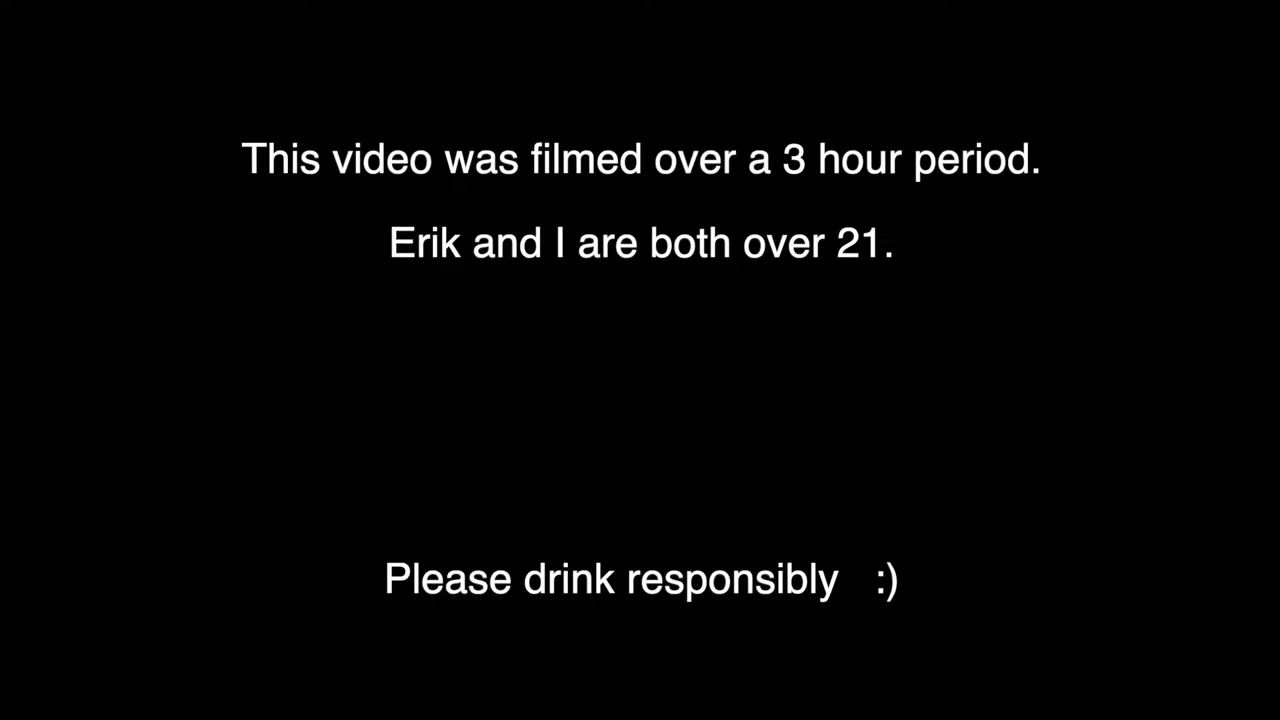 This video was filmed over a 3 hour period.
Erik and I are both over 21.
Please drink responsibly :)